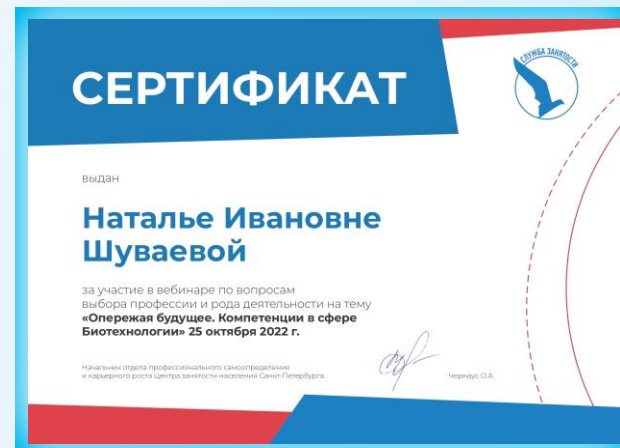 СЕРТИФИКАТ
СЛУЖБА ЗАНЯТОСТИ
выдан
Наталье Ивановне
Шуваевой
за участие в вебинаре по вопросам
выбора профессии и рода деятельности на тему
«Опережая будущее. Компетенции в сфере
Биотехнологии» 25 октября 2022 г.
Начальник отдела профессионального самоопределения
и карьерного роста Центра занятости населения Санкт-Петербурга
Чернаус О.А.